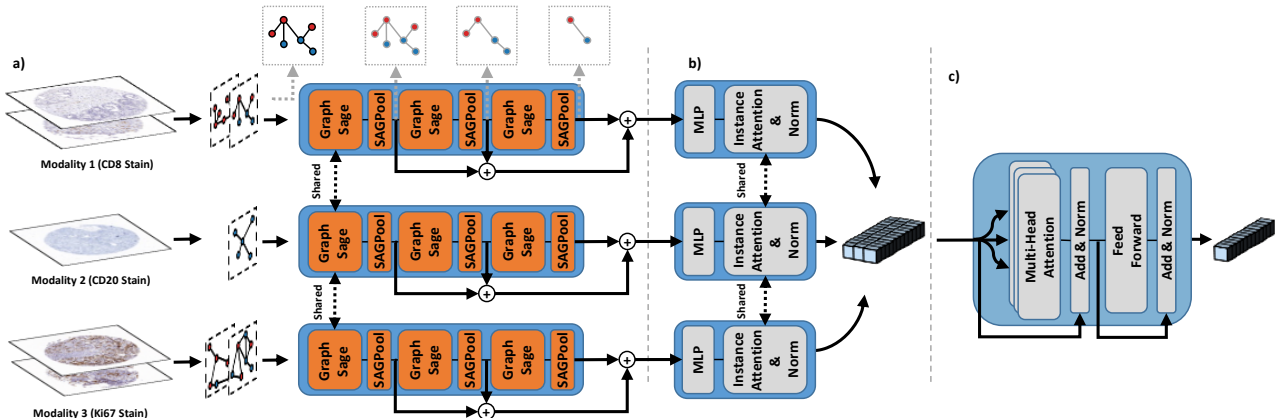 a)
b)
c)
Graph
Sage
SAGPool
Graph
Sage
SAGPool
Graph
Sage
SAGPool
+
+
MLP
Instance
Attention
&
Norm
Modality 1 (CD8 Stain)
Shared
Shared
Graph
Sage
SAGPool
Graph
Sage
SAGPool
Graph
Sage
SAGPool
+
+
MLP
Instance
Attention
&
Norm
Modality 2 (CD20 Stain)
Shared
Shared
Graph
Sage
SAGPool
Graph
Sage
SAGPool
Graph
Sage
SAGPool
+
+
MLP
Instance
Attention
&
Norm
Modality 3 (Ki67 Stain)
Multi-Head
Attention
Add & Norm
Feed
Forward
Add & Norm